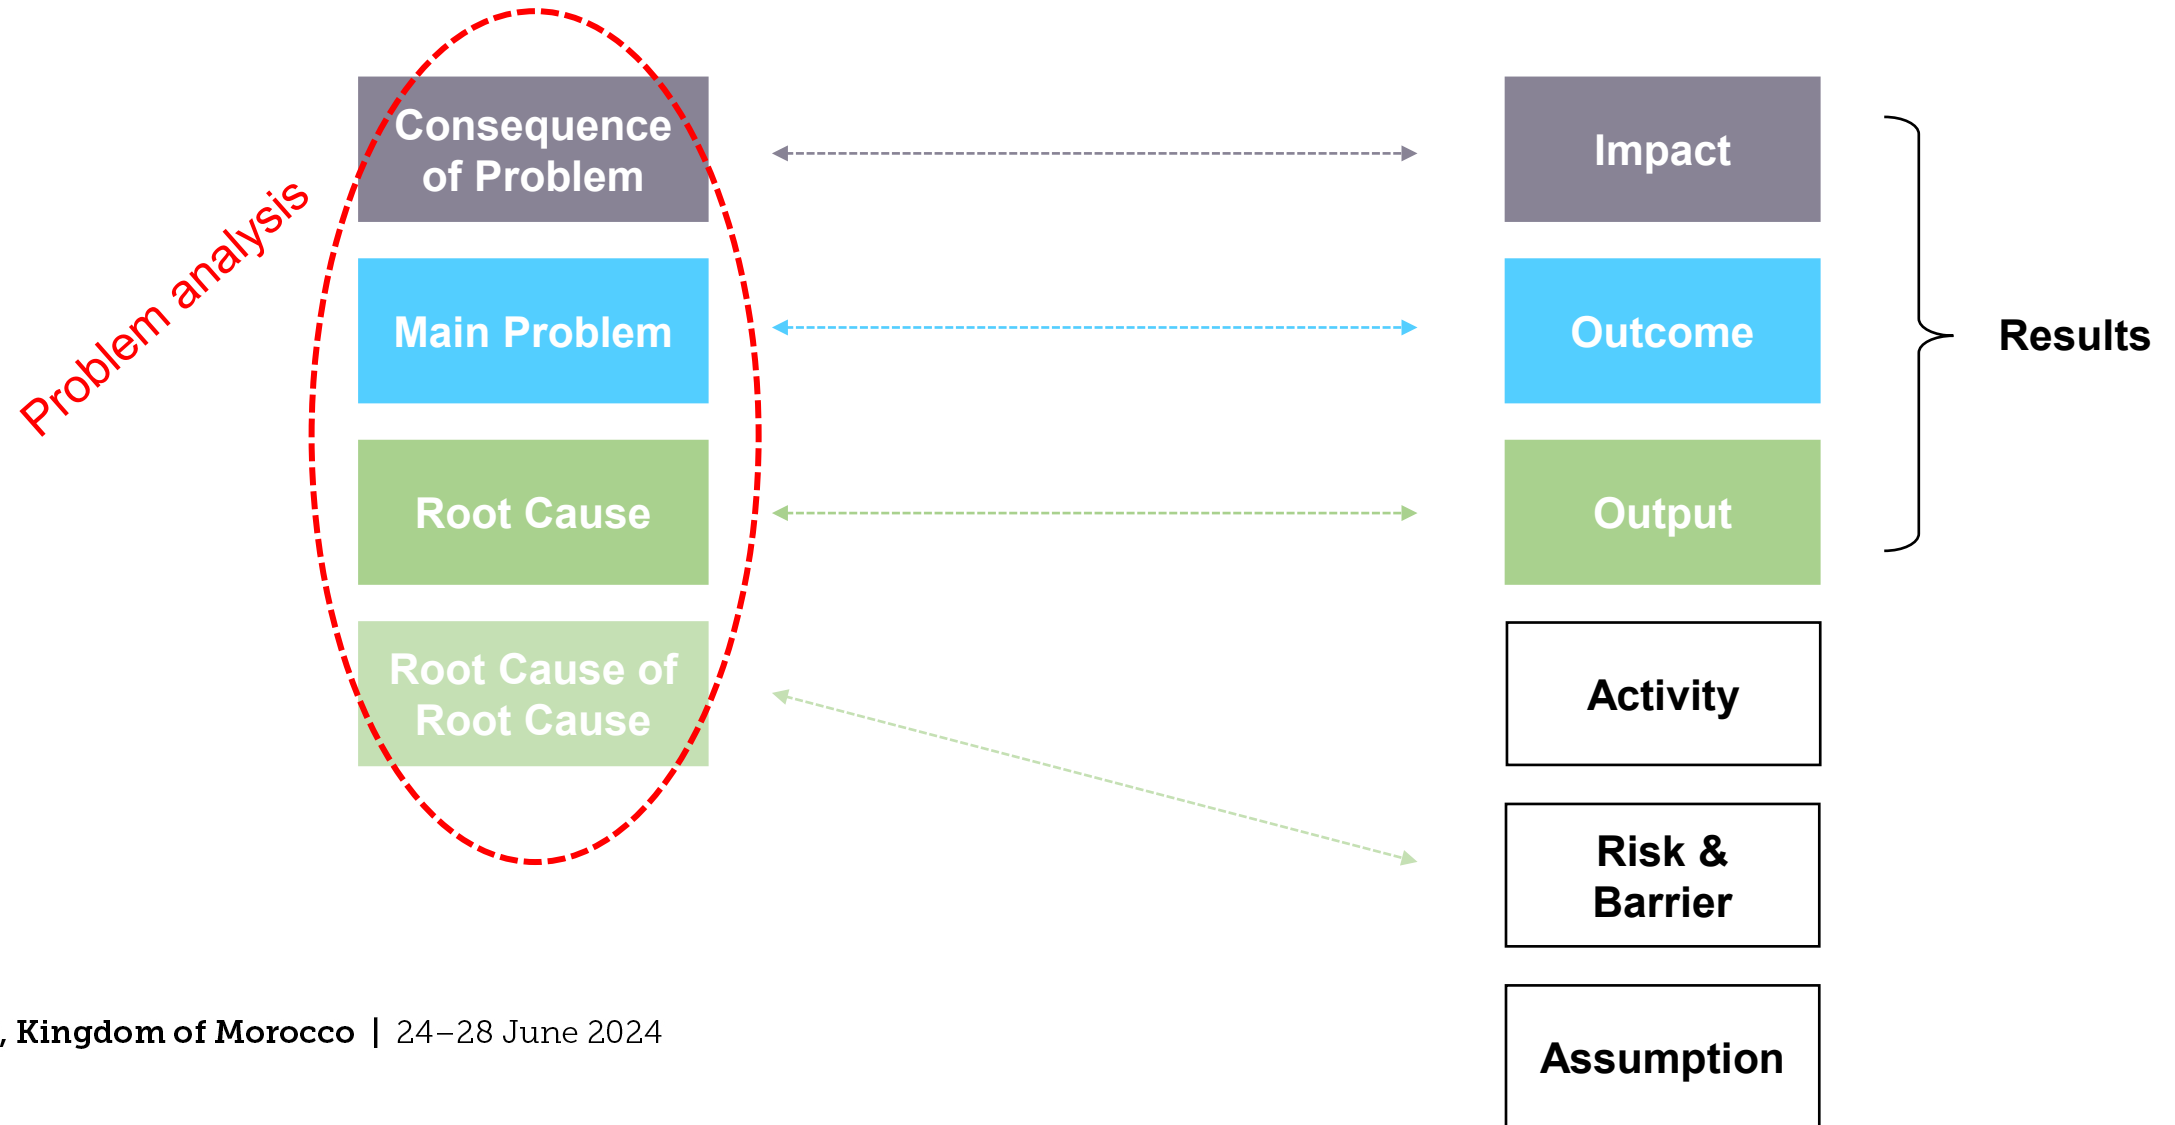 Problem analysis
Consequence
of Problem
Main Problem
Root Cause
Root Cause of
Root Cause
Impact
Outcome
Output
Activity
Risk &
Barrier
Assumption
Results
, Kingdom of Morocco | 24–28 June 2024